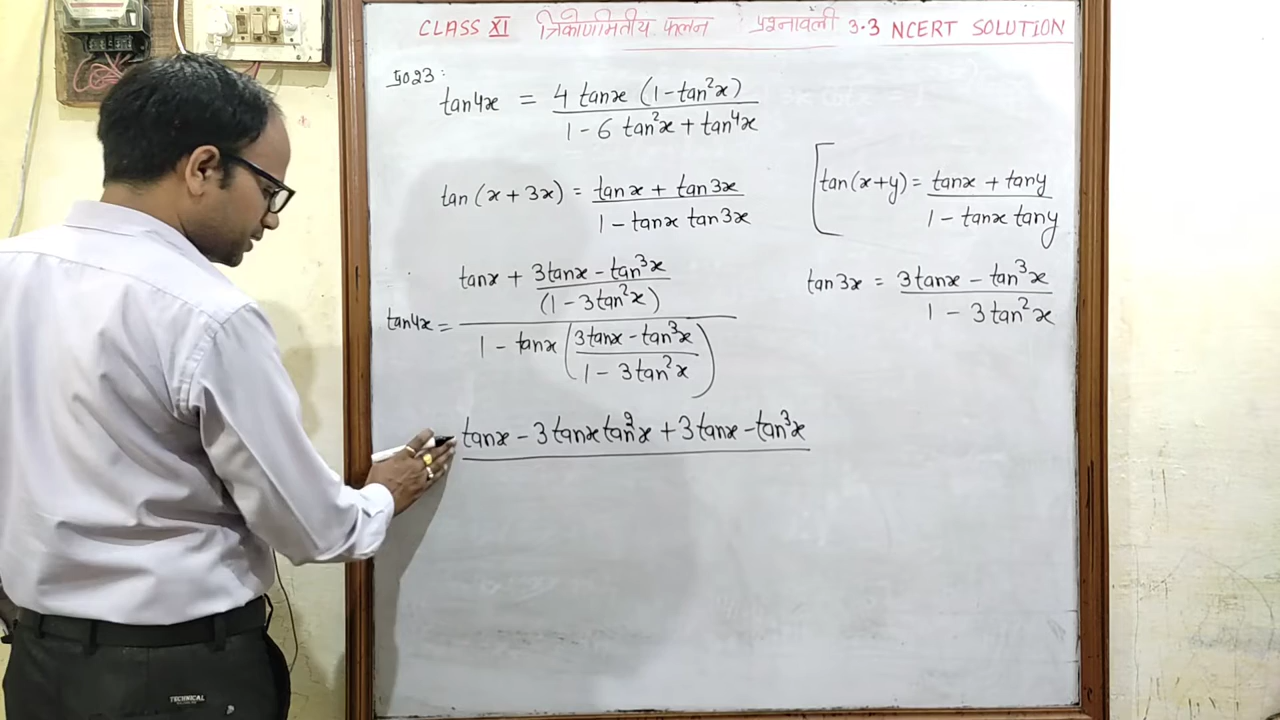 CLASS XI त्रिकोणमितीय फलन प्रश्नावली 3.3 NCERT SOLUTION
प्र023:
tan4x = 4 tanx (1-tan²x) / 1 - 6 tan²x + tan⁴x
tan (x + 3x) = tanx + tan3x / 1 - tanx tan3x
tan(x+y) = tanx + tany / 1 - tanx tany
tan4x = tanx + 3tanx - tan³x / (1 - 3tan²x) / 1 - tanx (3tanx - tan³x / 1 - 3tan²x)
tan3x = 3tanx - tan³x / 1 - 3tan²x
tanx - 3tanx tan²x + 3tanx - tan³x
TECHNICAL